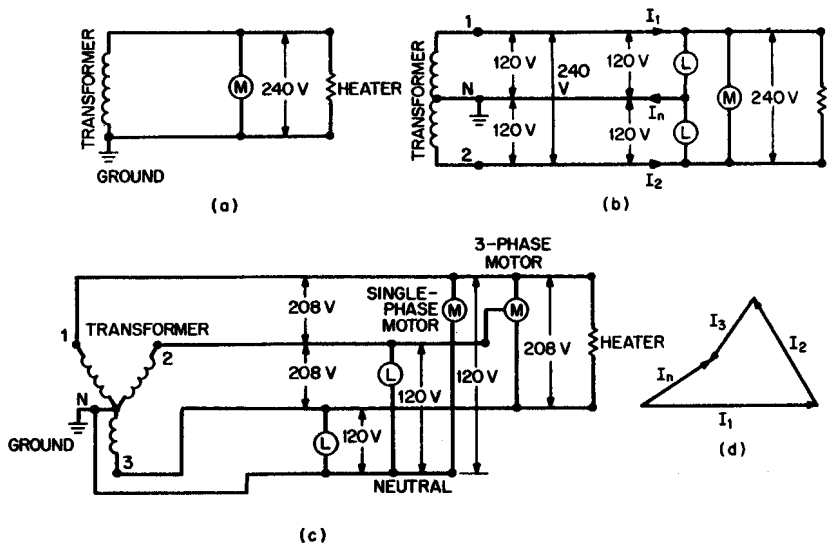 TRANSFORMER
M
240 V
HEATER
GROUND
(a)
TRANSFORMER
1
N
2
120 V
120 V
240
V
120 V
120 V
I1
In
I2
L
L
M
240 V
(b)
1
TRANSFORMER
2
N
GROUND
3
208 V
208 V
SINGLE-
PHASE
MOTOR
M
3-PHASE
MOTOR
M
L
120 V
120 V
L
120 V
208 V
HEATER
NEUTRAL
(c)
I3
I2
In
I1
(d)